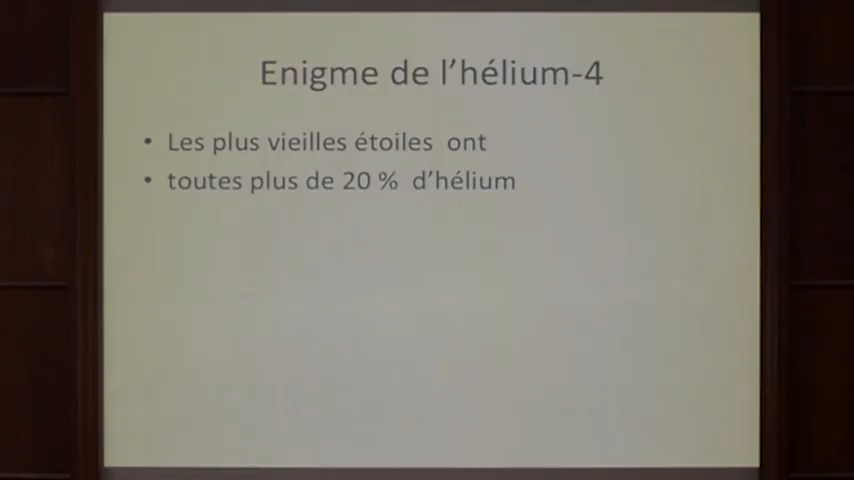 Enigme de l’hélium-4
• Les plus vieilles étoiles ont
• toutes plus de 20 % d’hélium